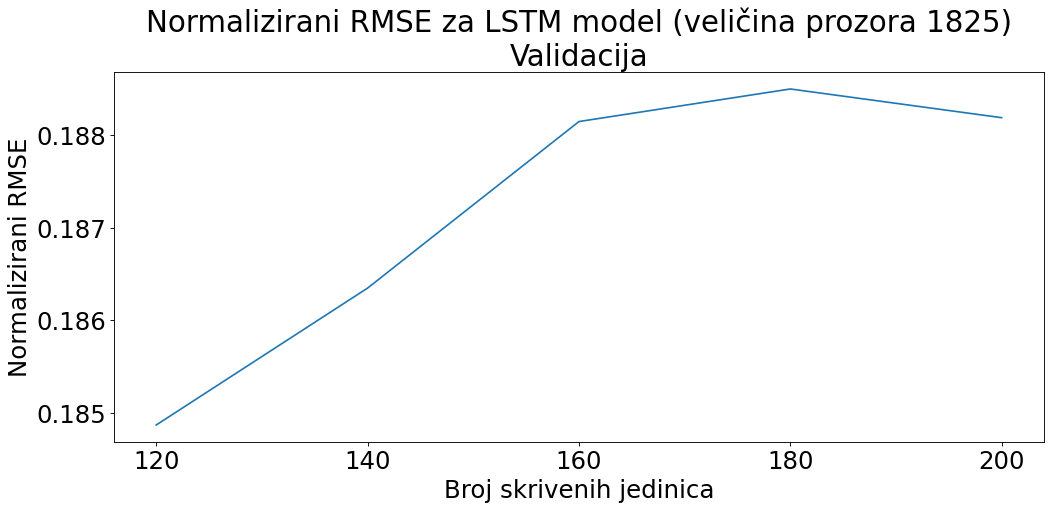 Normalizirani RMSE za LSTM model (veličina prozora 1825)
Validacija
Normalizirani RMSE
0.188
0.187
0.186
0.185
120 140 160 180 200
Broj skrivenih jedinica